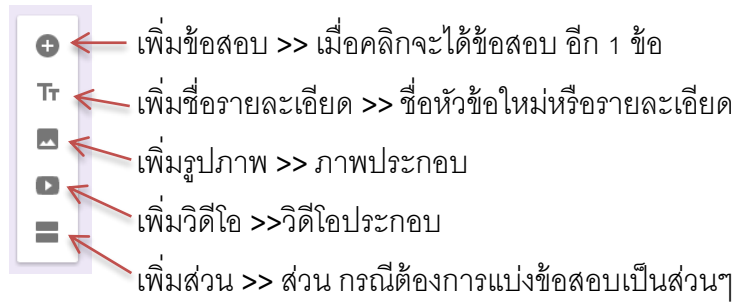 เพิ่มข้อสอบ >> เมื่อคลิกจะได้ข้อสอบ อีก 1 ข้อ
Tт เพิ่มชื่อรายละเอียด >> ชื่อหัวข้อใหม่หรือรายละเอียด
เพิ่มรูปภาพ >> ภาพประกอบ
เพิ่มวิดีโอ >>วิดีโอประกอบ
เพิ่มส่วน >> ส่วน กรณีต้องการแบ่งข้อสอบเป็นส่วนๆ